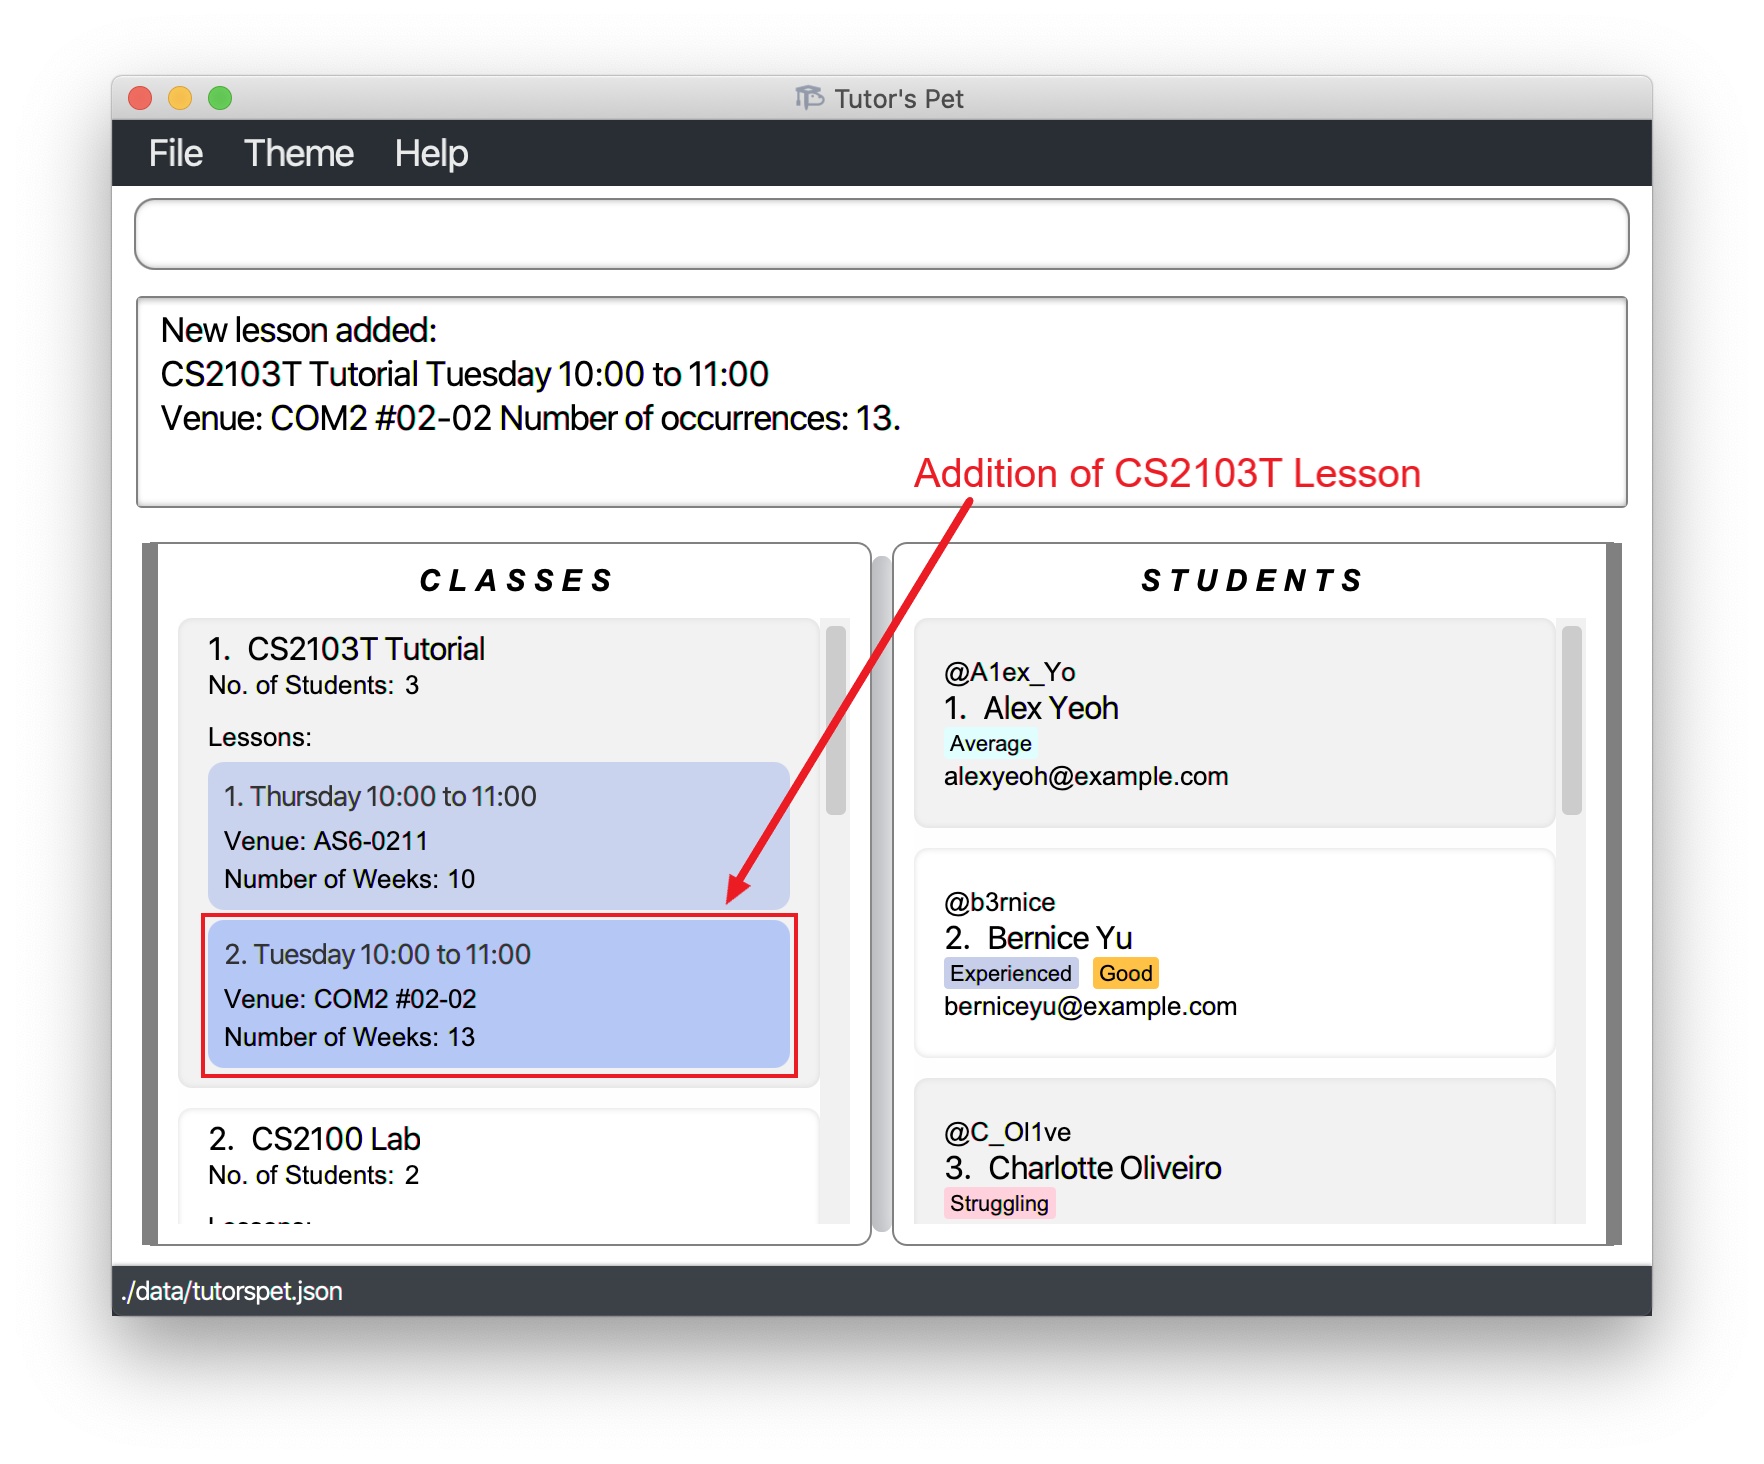 Tutor's Pet
File Theme Help
New lesson added:
CS2103T Tutorial Tuesday 10:00 to 11:00
Venue: COM2 #02-02 Number of occurrences: 13.
Addition of CS2103T Lesson
CLASSES
1. CS2103T Tutorial
No. of Students: 3
Lessons:
1. Thursday 10:00 to 11:00
Venue: AS6-0211
Number of Weeks: 10
2. Tuesday 10:00 to 11:00
Venue: COM2 #02-02
Number of Weeks: 13
2. CS2100 Lab
No. of Students: 2
Lessons:
STUDENTS
@A1ex_Yo
1. Alex Yeoh
Average
alexyeoh@example.com
@b3rnice
2. Bernice Yu
Experienced Good
berniceyu@example.com
@C_Ol1ve
3. Charlotte Oliveiro
Struggling
./data/tutorspet.json